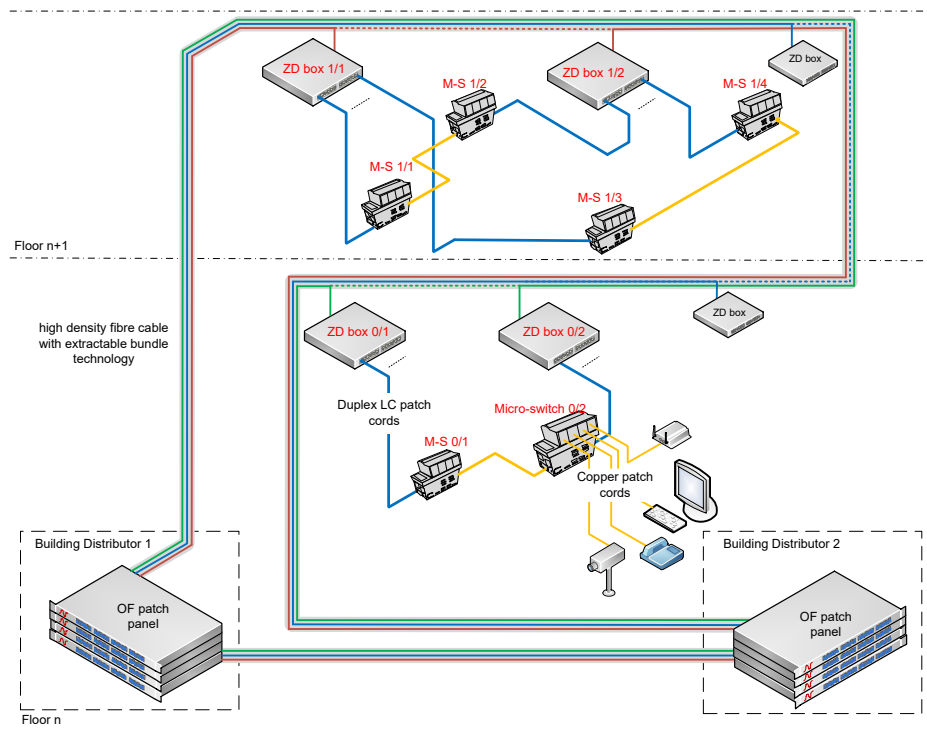 ZD box 1/1
ZD box 1/2
ZD box
M-S 1/2
M-S 1/4
M-S 1/1
M-S 1/3
Floor n+1
high density fibre cable
with extractable bundle
technology
ZD box 0/1
ZD box 0/2
ZD box
Duplex LC patch
cords
Micro-switch 0/2
M-S 0/1
Copper patch
cords
Building Distributor 1
OF patch
panel
Building Distributor 2
OF patch
panel
Floor n